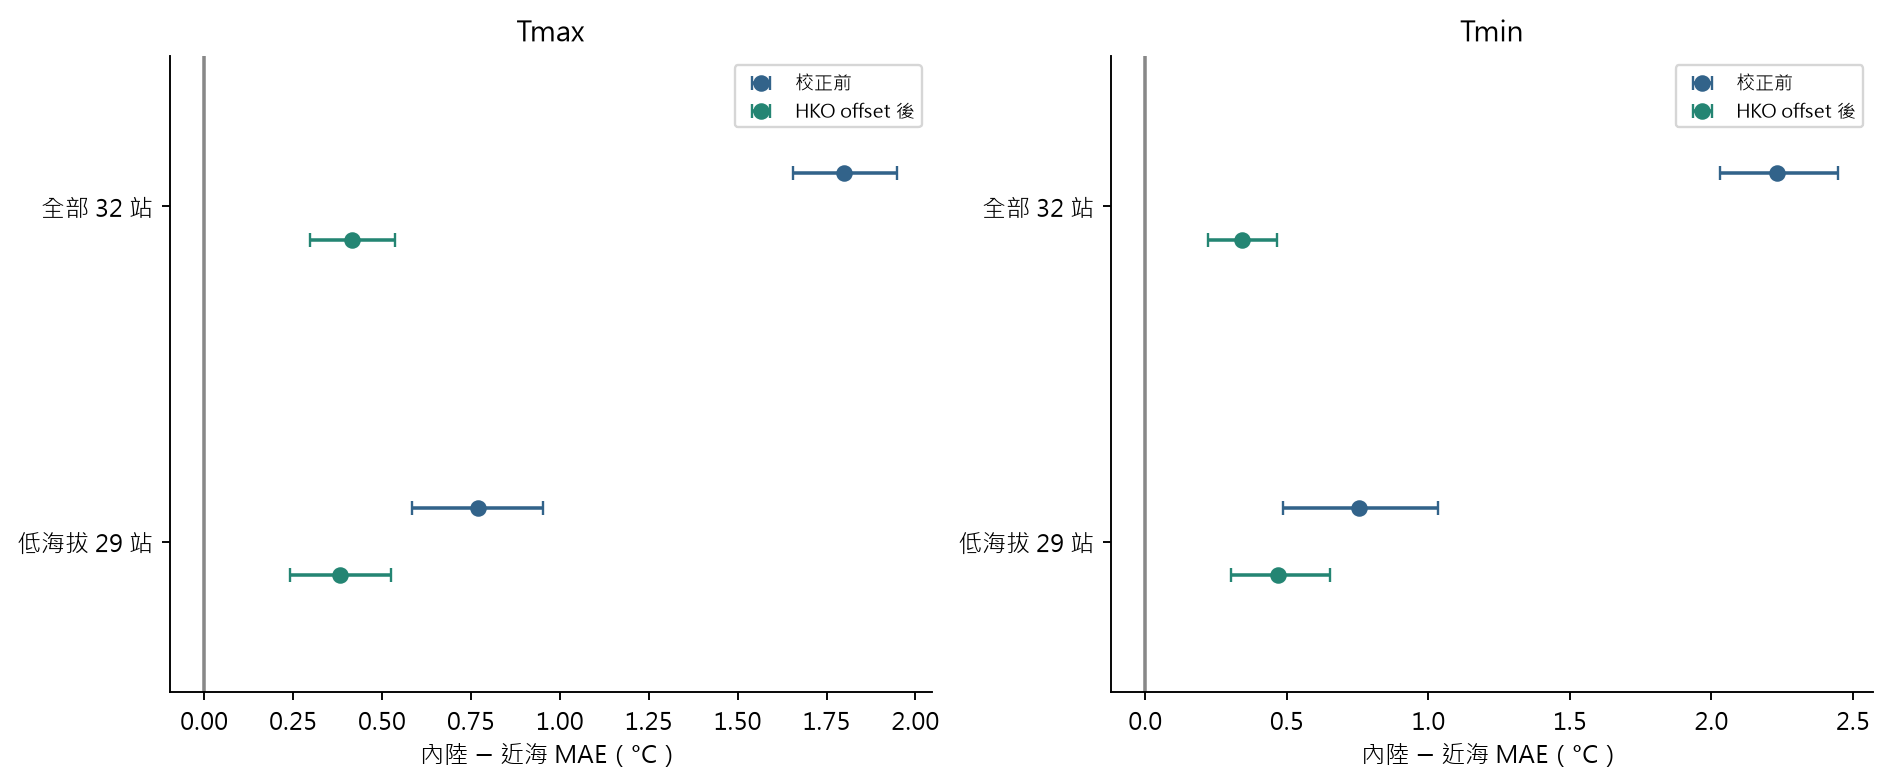 Tmax
校正前
HKO offset 後
全部 32 站
低海拔 29 站
0.00 0.25 0.50 0.75 1.00 1.25 1.50 1.75 2.00
內陸 − 近海 MAE（°C）
Tmin
校正前
HKO offset 後
全部 32 站
低海拔 29 站
0.0 0.5 1.0 1.5 2.0 2.5
內陸 − 近海 MAE（°C）